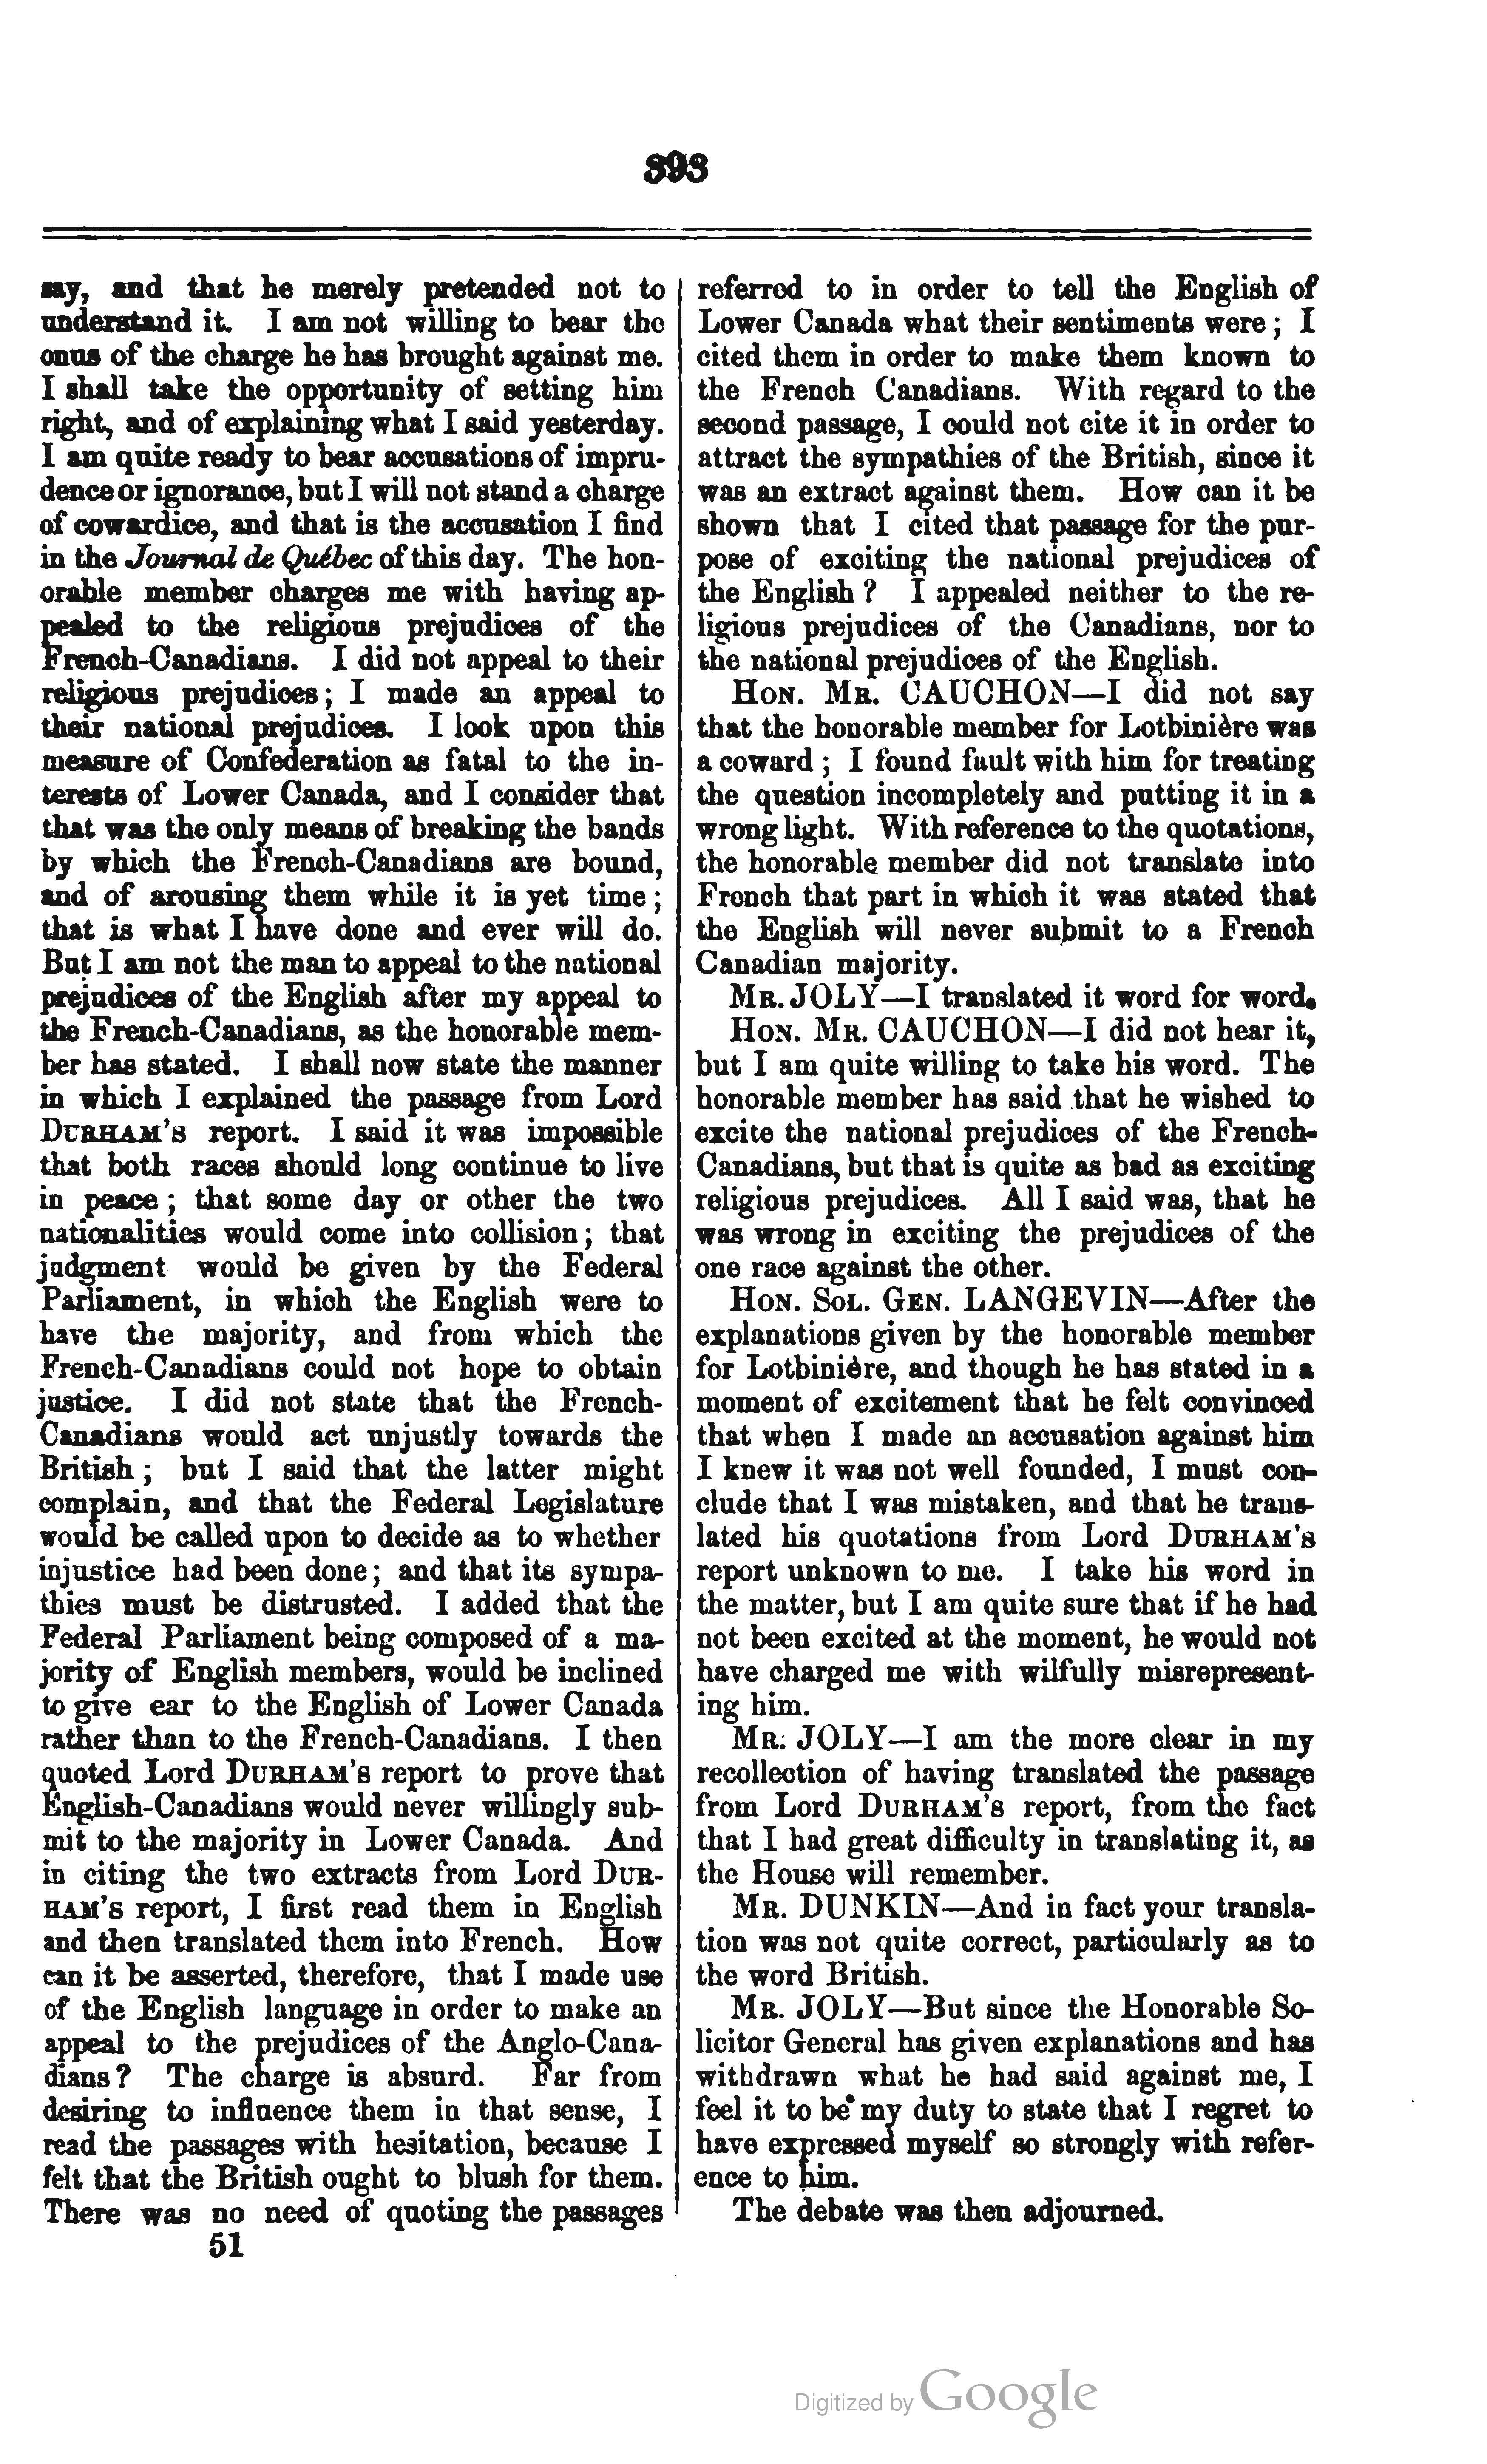 393
say, and that he merely pretended not to
understand it. I am not willing to bear the
onus of the charge he has brought against me.
I shall take the opportunity of setting him
right, and of explaining what I said yesterday.
I am quite ready to bear accusations of impru-
dence or ignorance, but I will not stand a charge
of cowardice, and that is the accusation I find
in the Journal de Québec of this day. The hon-
orable member charges me with having ap-
pealed to the religious prejudices of the
French-Canadians. I did not appeal to their
religious prejudices; I made an appeal to
their national prejudices. I look upon this
measure of Confederation as fatal to the in-
terests of Lower Canada, and I consider that
that was the only means of breaking the bands
by which the French-Canadians are bound,
and of arousing them while it is yet time;
that is what I have done and ever will do.
But I am not the man to appeal to the national
prejudices of the English after my appeal to
the French-Canadians, as the honorable mem-
ber has stated. I shall now state the manner
in which I explained the passage from Lord
DURHAM'S report. I said it was impossible
that both races should long continue to live
in peace; that some day or other the two
nationalities would come into collision; that
judgment would be given by the Federal
Parliament, in which the English were to
have the majority, and from which the
French-Canadians could not hope to obtain
justice. I did not state that the French-
Canadians would act unjustly towards the
British; but I said that the latter might
complain, and that the Federal Legislature
would be called upon to decide as to whether
injustice had been done; and that its sympa-
thies must be distrusted. I added that the
Federal Parliament being composed of a ma-
jority of English members, would be inclined
to give ear to the English of Lower Canada
rather than to the French-Canadians. I then
quoted Lord DURHAM'S report to prove that
English-Canadians would never willingly sub-
mit to the majority in Lower Canada. And
in citing the two extracts from Lord DUR-
HAM'S report, I first read them in English
and then translated them into French. How
can it be asserted, therefore, that I made use
of the English language in order to make an
appeal to the prejudices of the Anglo-Cana-
dians? The charge is absurd. Far from
desiring to influence them in that sense, I
read the passages with hesitation, because I
felt that the British ought to blush for them.
There was no need of quoting the passages
51
referred to in order to tell the English of
Lower Canada what their sentiments were; I
cited them in order to make them known to
the French Canadians. With regard to the
second passage, I could not cite it in order to
attract the sympathies of the British, since it
was an extract against them. How can it be
shown that I cited that passage for the pur-
pose of exciting the national prejudices of
the English? I appealed neither to the re-
ligious prejudices of the Canadians, nor to
the national prejudices of the English.
HON. MR. CAUCHON—I did not say
that the honorable member for Lotbinière was
a coward; I found fault with him for treating
the question incompletely and putting it in a
wrong light. With reference to the quotations,
the honorable member did not translate into
French that part in which it was stated that
the English will never submit to a French
Canadian majority.
MR. JOLY—I translated it word for word.
HON. MR. CAUCHON—I did not hear it,
but I am quite willing to take his word. The
honorable member has said that he wished to
excite the national prejudices of the French-
Canadians, but that is quite as bad as exciting
religious prejudices. All I said was, that he
was wrong in exciting the prejudices of the
one race against the other.
HON. SOL. GEN. LANGEVIN—After the
explanations given by the honorable member
for Lotbinière, and though he has stated in a
moment of excitement that he felt convinced
that when I made an accusation against him
I knew it was not well founded, I must con-
clude that I was mistaken, and that he trans-
lated his quotations from Lord DURHAM'S
report unknown to me. I take his word in
the matter, but I am quite sure that if he had
not been excited at the moment, he would not
have charged me with wilfully misrepresent-
ing him.
MR. JOLY—I am the more clear in my
recollection of having translated the passage
from Lord DURHAM'S report, from the fact
that I had great difficulty in translating it, as
the House will remember.
MR. DUNKIN—And in fact your transla-
tion was not quite correct, particularly as to
the word British.
MR. JOLY—But since the Honorable So-
licitor General has given explanations and has
withdrawn what he had said against me, I
feel it to be my duty to state that I regret to
have expressed myself so strongly with refer-
ence to him.
The debate was then adjourned.
Digitized by Google